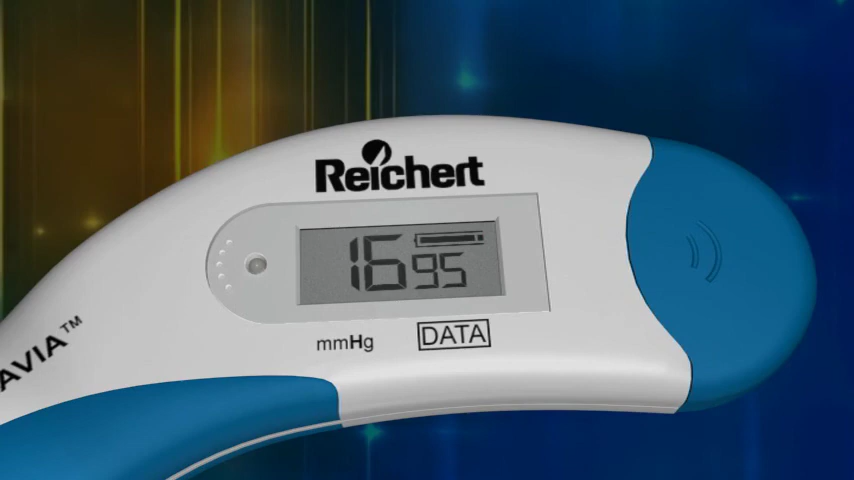 Reichert
16 95
mmHg
DATA
AVIA™